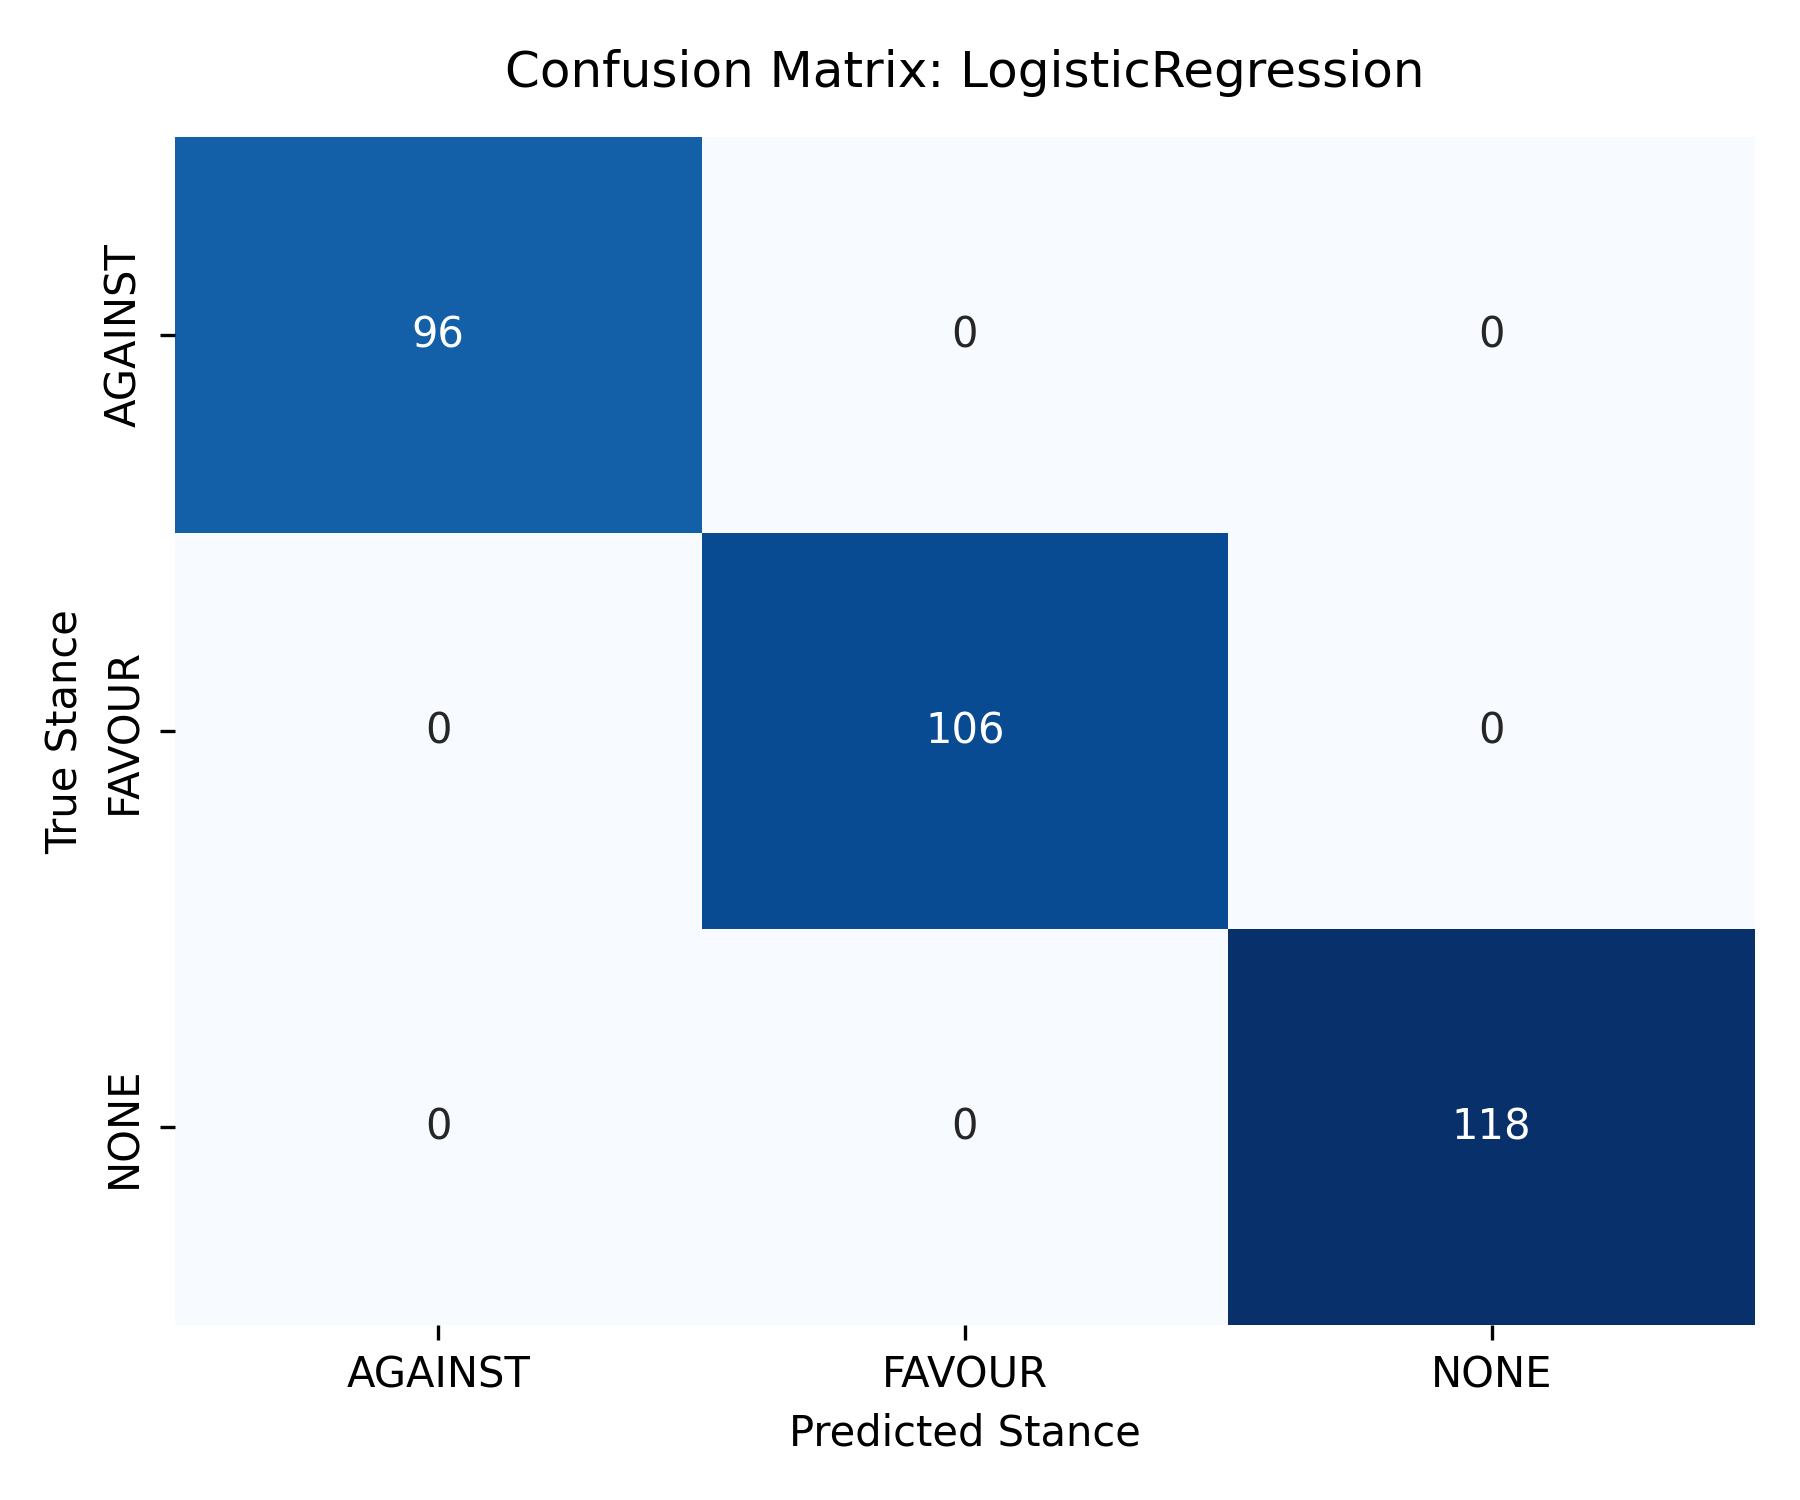 Confusion Matrix: LogisticRegression
True Stance
AGAINST
96 0 0
FAVOUR
0 106 0
NONE
0 0 118
AGAINST FAVOUR NONE
Predicted Stance